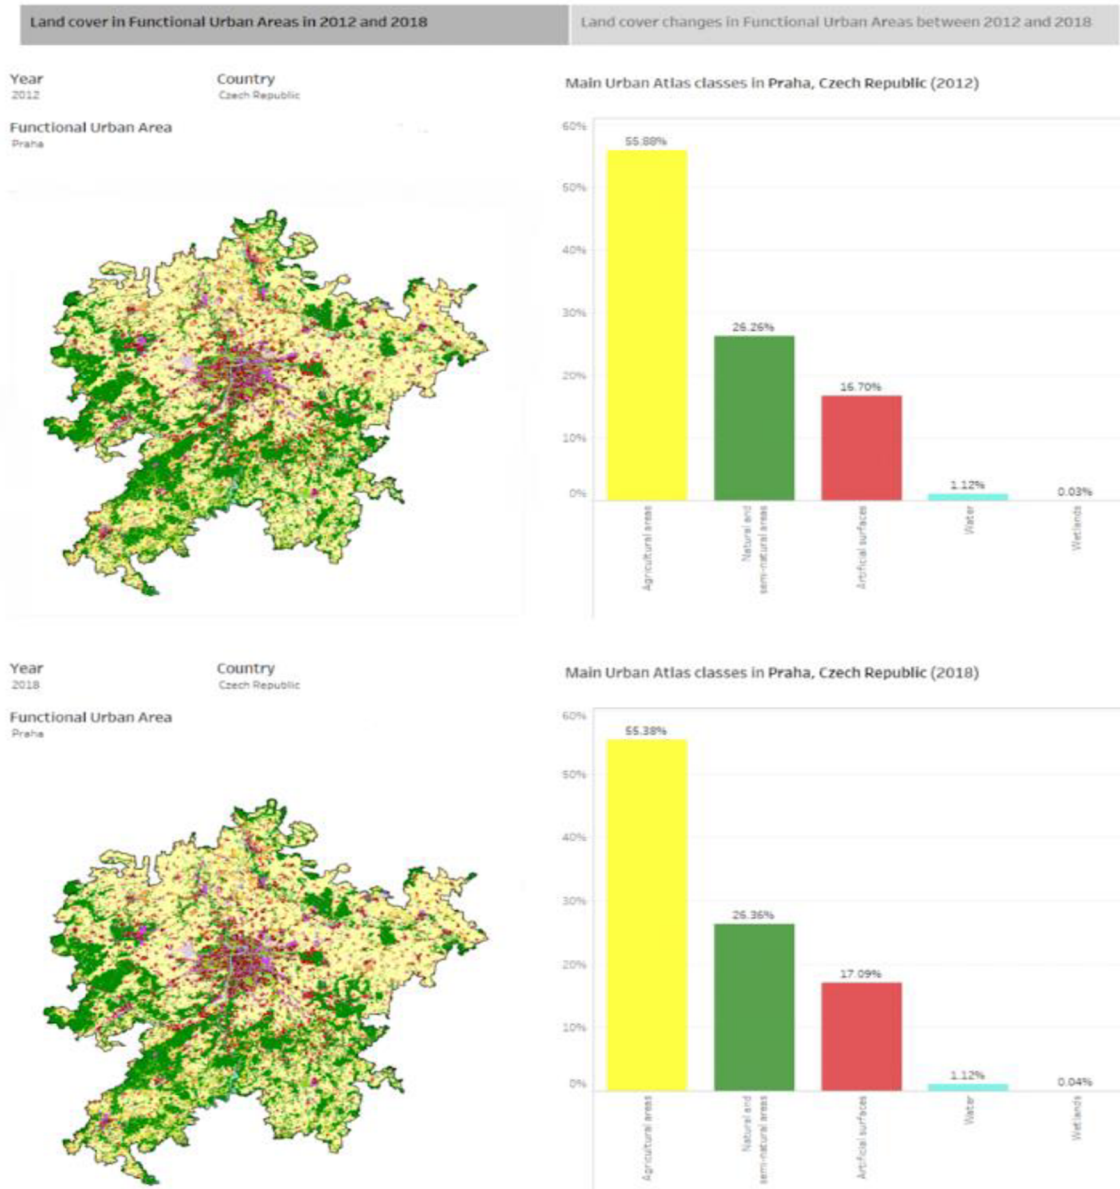 Land cover in Functional Urban Areas in 2012 and 2018
Land cover changes in Functional Urban Areas between 2012 and 2018
Year
2012
Country
Czech Republic
Functional Urban Area
Praha
Main Urban Atlas classes in Praha, Czech Republic (2012)
60%
50%
40%
30%
20%
10%
0%
55.88%
26.26%
16.70%
1.12%
0.03%
Agricultural areas
Natural and
semi-natural areas
Artificial surfaces
Water
Wetlands
Year
2018
Country
Czech Republic
Functional Urban Area
Praha
Main Urban Atlas classes in Praha, Czech Republic (2018)
60%
50%
40%
30%
20%
10%
0%
55.38%
26.36%
17.09%
1.12%
0.04%
Agricultural areas
Natural and
semi-natural areas
Artificial surfaces
Water
Wetlands